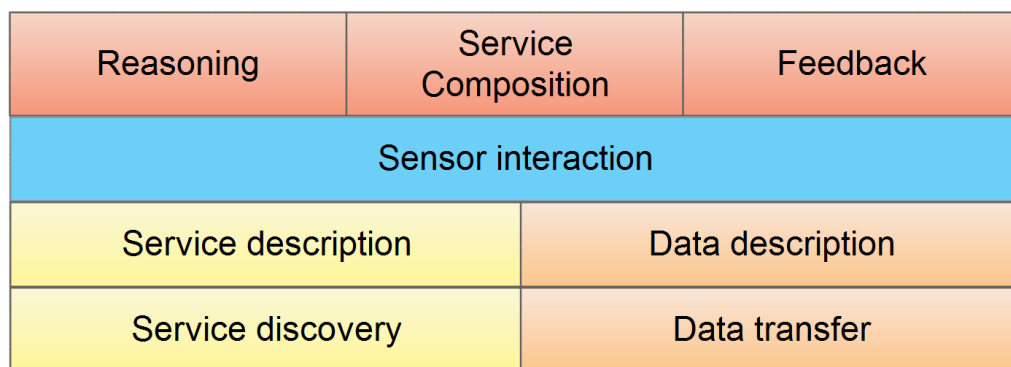 Reasoning
Service
Composition
Feedback
Sensor interaction
Service description
Data description
Service discovery
Data transfer